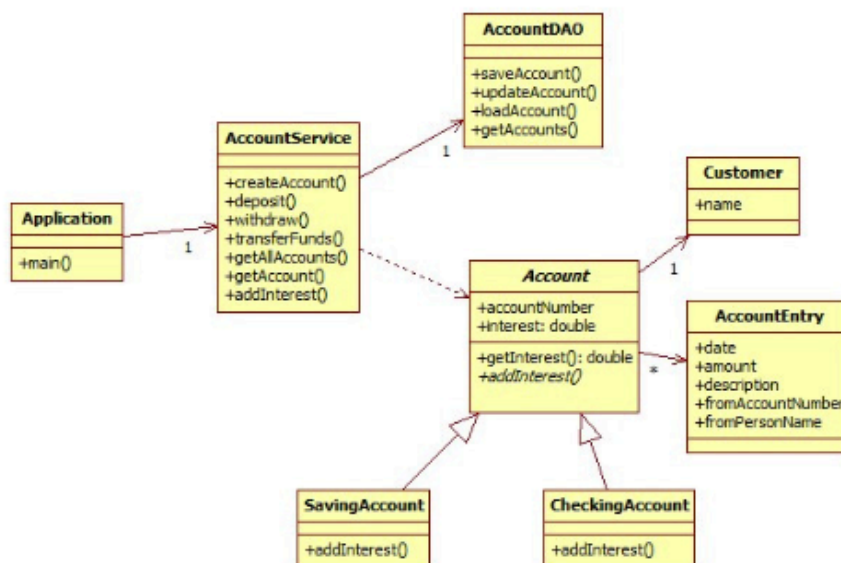 AccountDAO
+saveAccount()
+updateAccount()
+loadAccount()
+getAccounts()
1
AccountService
+createAccount()
+deposit()
+withdraw()
+transferFunds()
+getAllAccounts()
+getAccount()
+addInterest()
Application
+main()
1
Customer
+name
1
Account
+accountNumber
+interest: double
+getInterest(): double
+addInterest()
*
AccountEntry
+date
+amount
+description
+fromAccountNumber
+fromPersonName
SavingAccount
+addInterest()
CheckingAccount
+addInterest()